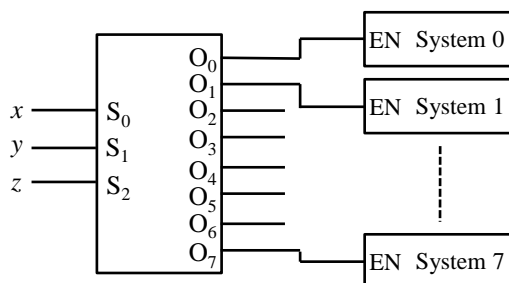 x
y
z
S₀
S₁
S₂
O₀
O₁
O₂
O₃
O₄
O₅
O₆
O₇
EN System 0
EN System 1
EN System 7